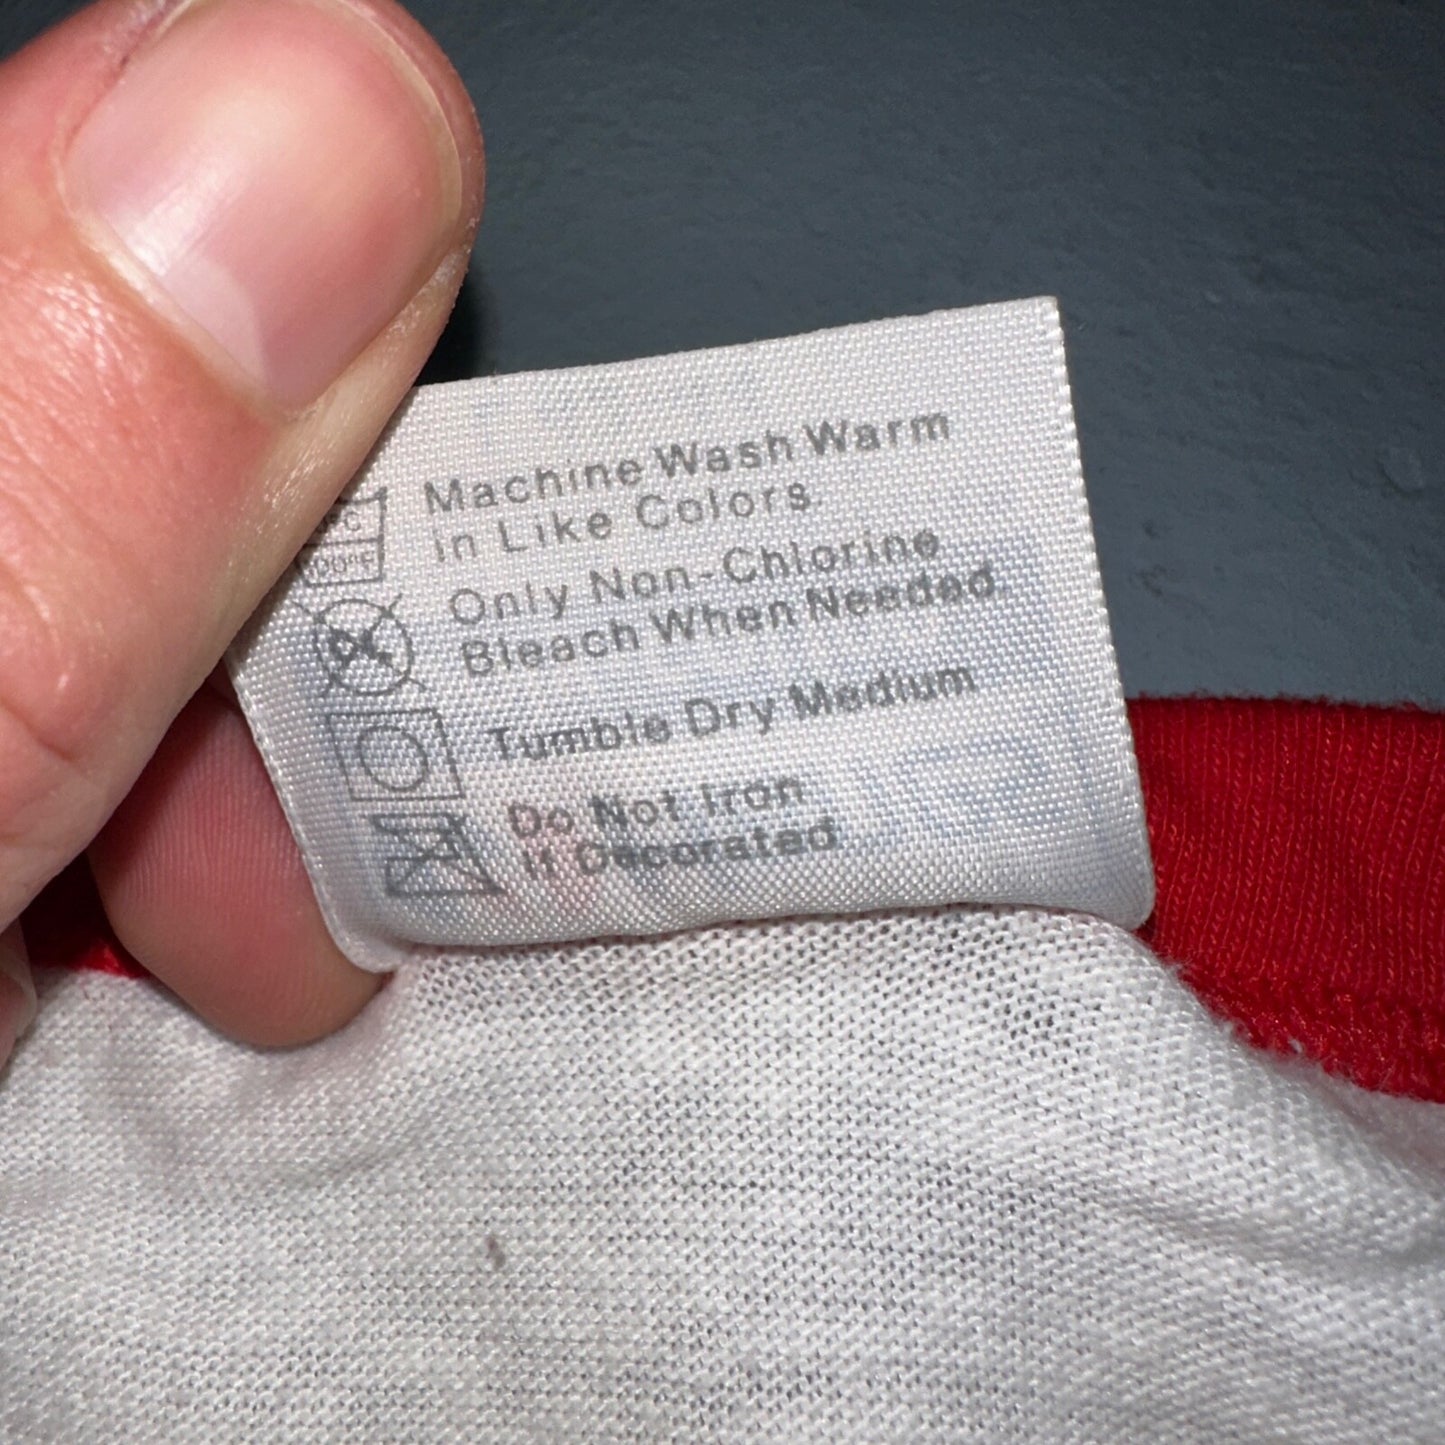 Machine Wash Warm
in Like Colors
Only Non-Chlorine
Bleach When Needed.
Tumble Dry Medium
Do Not Iron
If Decorated